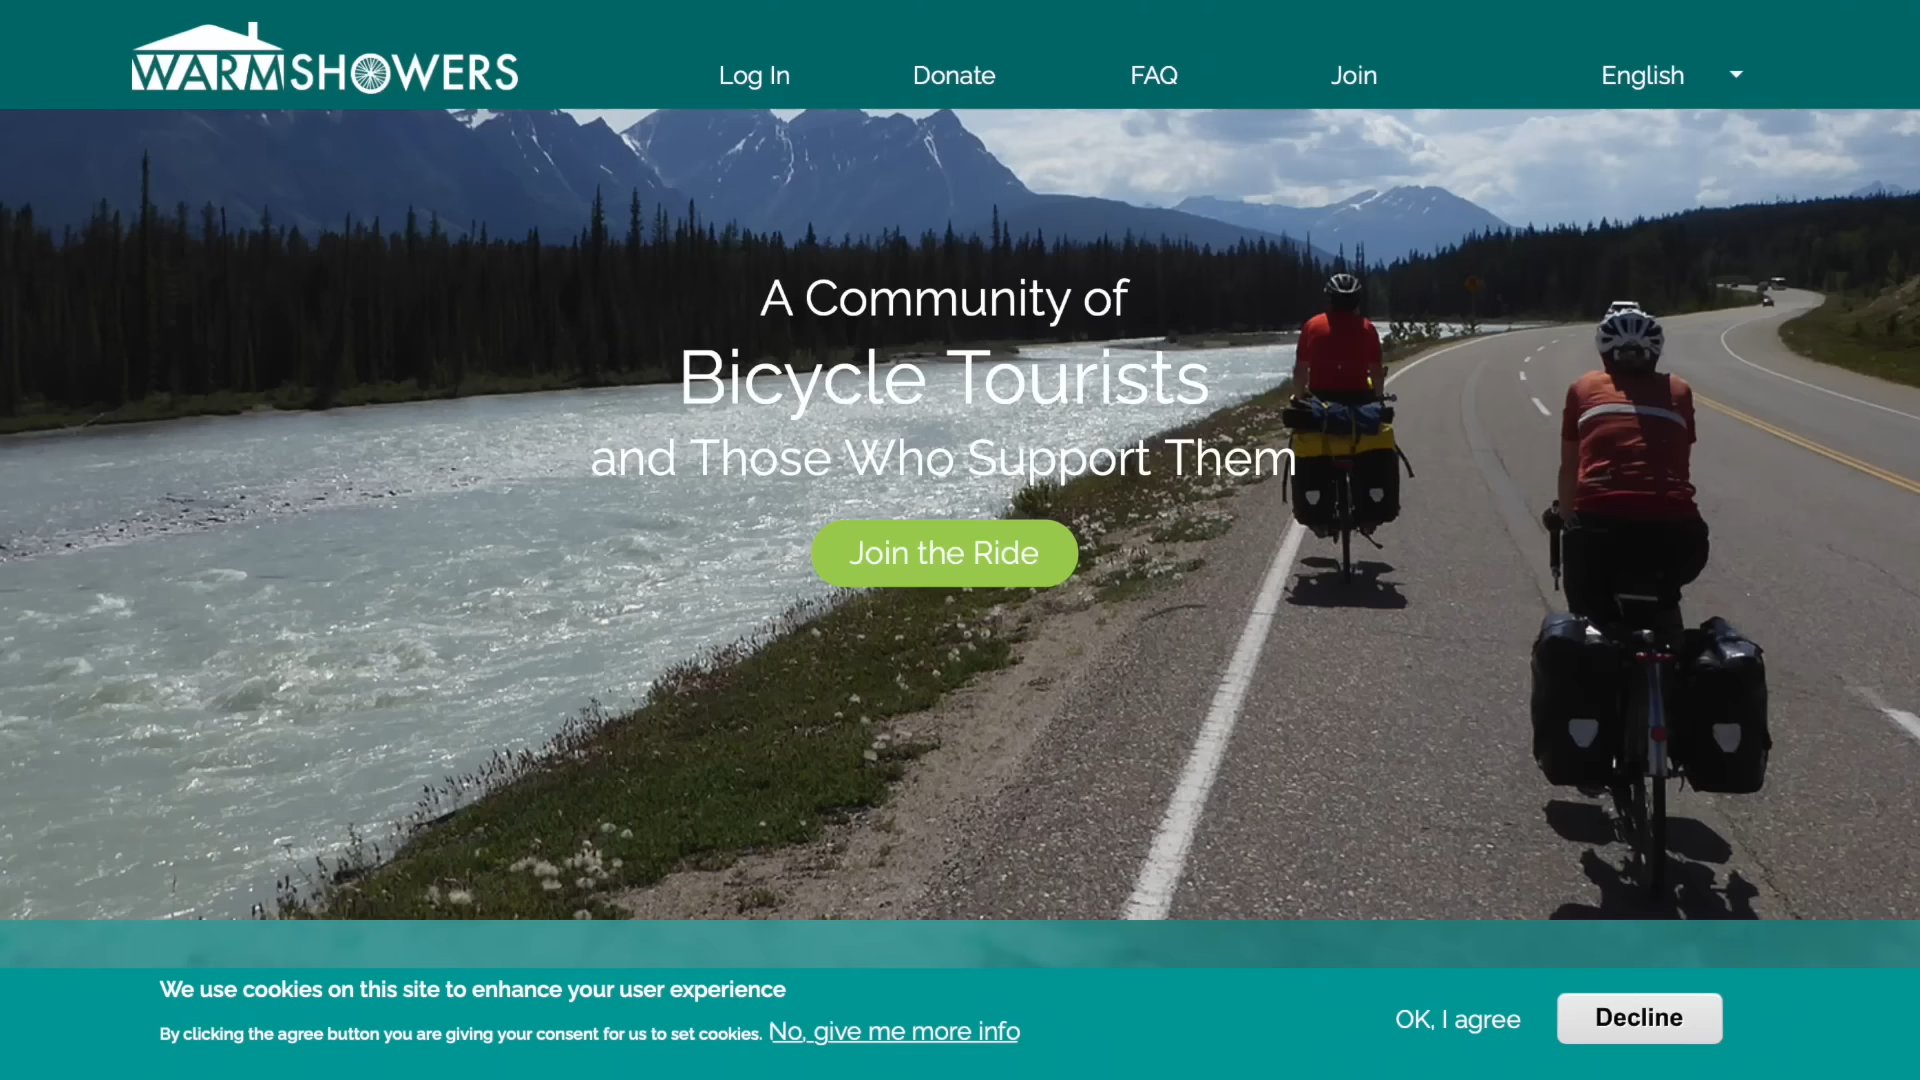 WARMSHOWERS
Log In
Donate
FAQ
Join
English
A Community of
Bicycle Tourists
and Those Who Support Them
Join the Ride
We use cookies on this site to enhance your user experience
By clicking the agree button you are giving your consent for us to set cookies. No, give me more info
OK, I agree
Decline